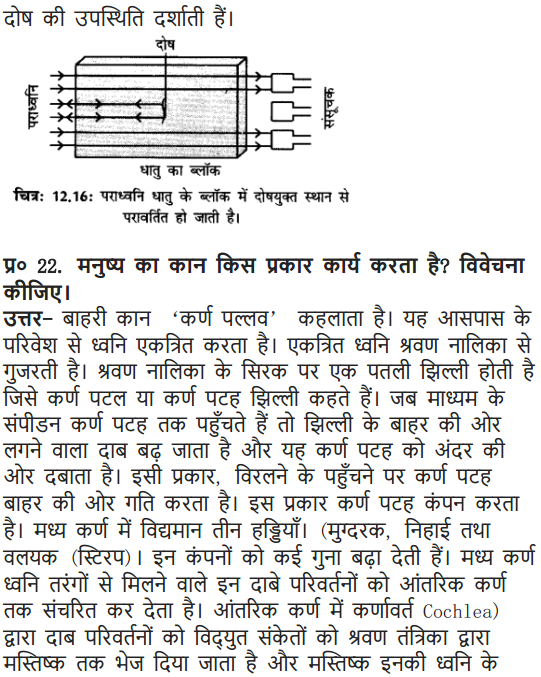 दोष की उपस्थिति दर्शाती हैं।
दोष
पराध्वनि
संसूचक
धातु का ब्लॉक
चित्र: 12.16: पराध्वनि धातु के ब्लॉक में दोषयुक्त स्थान से
परावर्तित हो जाती है।
प्र० 22. मनुष्य का कान किस प्रकार कार्य करता है? विवेचना
कीजिए।
उत्तर– बाहरी कान ‘कर्ण पल्लव’ कहलाता है। यह आसपास के
परिवेश से ध्वनि एकत्रित करता है। एकत्रित ध्वनि श्रवण नालिका से
गुजरती है। श्रवण नालिका के सिरक पर एक पतली झिल्ली होती है
जिसे कर्ण पटल या कर्ण पटह झिल्ली कहते हैं। जब माध्यम के
संपीडन कर्ण पटह तक पहुँचते हैं तो झिल्ली के बाहर की ओर
लगने वाला दाब बढ़ जाता है और यह कर्ण पटह को अंदर की
ओर दबाता है। इसी प्रकार, विरलने के पहुँचने पर कर्ण पटह
बाहर की ओर गति करता है। इस प्रकार कर्ण पटह कंपन करता
है। मध्य कर्ण में विद्यमान तीन हड्डियाँ। (मुग्दरक, निहाई तथा
वलयक (स्टिरप)। इन कंपनों को कई गुना बढ़ा देती हैं। मध्य कर्ण
ध्वनि तरंगों से मिलने वाले इन दाबे परिवर्तनों को आंतरिक कर्ण
तक संचरित कर देता है। आंतरिक कर्ण में कर्णावर्त Cochlea)
द्वारा दाब परिवर्तनों को विद्युत संकेतों को श्रवण तंत्रिका द्वारा
मस्तिष्क तक भेज दिया जाता है और मस्तिष्क इनकी ध्वनि के